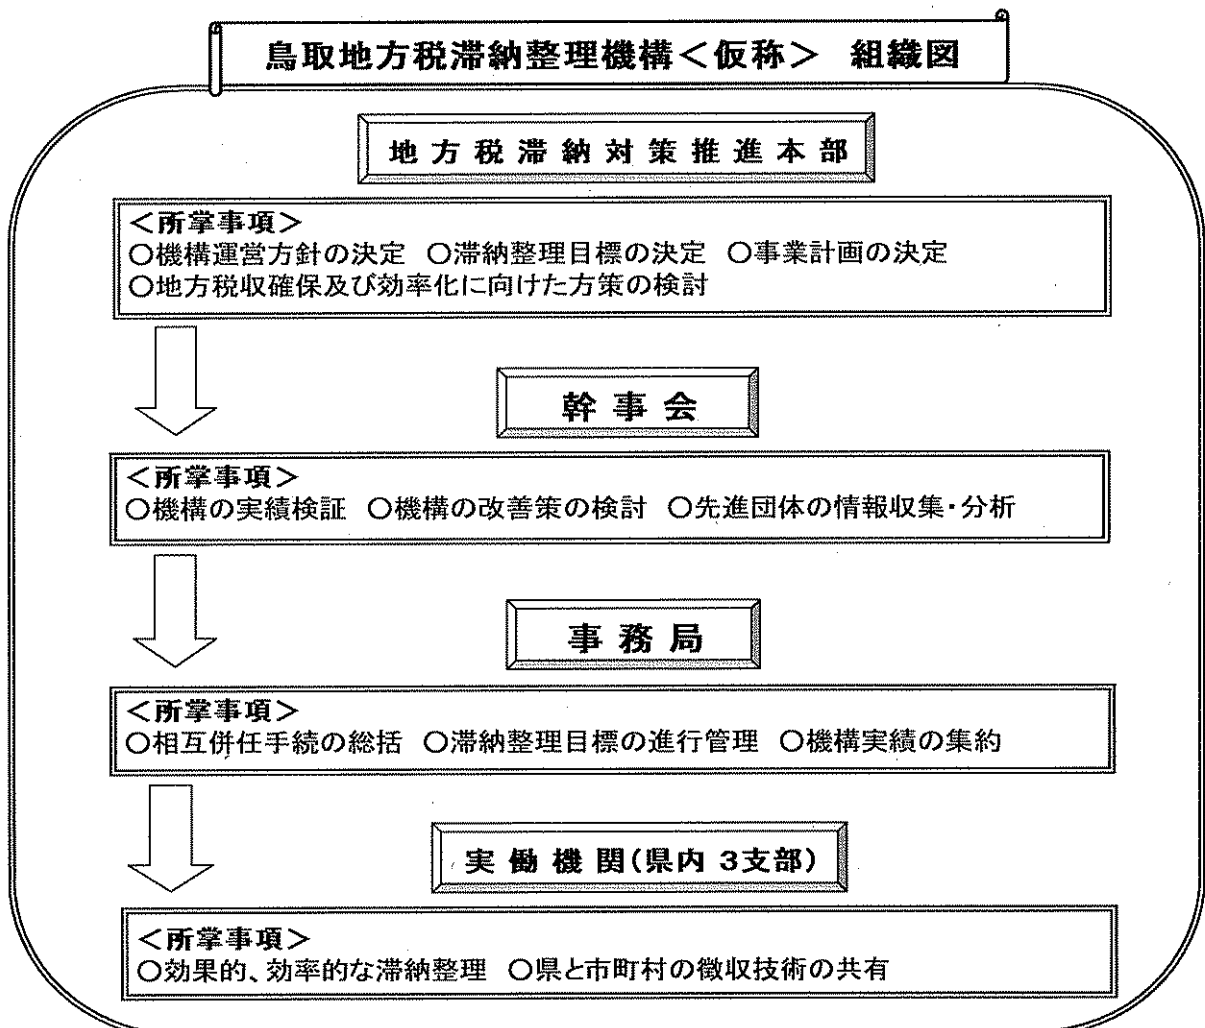 鳥取地方税滞納整理機構<仮称> 組織図
地方税滞納対策推進本部
<所掌事項>
○機構運営方針の決定 ○滞納整理目標の決定 ○事業計画の決定
○地方税収確保及び効率化に向けた方策の検討
幹事会
<所掌事項>
○機構の実績検証 ○機構の改善策の検討 ○先進団体の情報収集・分析
事務局
<所掌事項>
○相互併任手続の総括 ○滞納整理目標の進行管理 ○機構実績の集約
実働機関(県内 3支部)
<所掌事項>
○効果的、効率的な滞納整理 ○県と市町村の徴収技術の共有